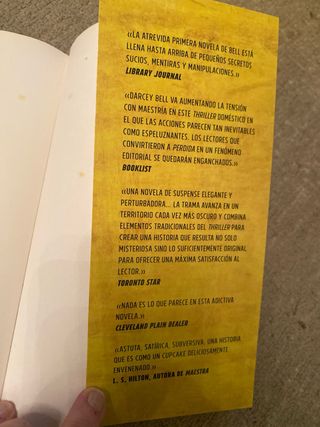 «LA ATREVIDA PRIMERA NOVELA DE BELL ESTÁ
LLENA HASTA ARRIBA DE PEQUEÑOS SECRETOS
SUCIOS, MENTIRAS Y MANIPULACIONES.»
LIBRARY JOURNAL
«DARCEY BELL VA AUMENTANDO LA TENSIÓN
CON MAESTRÍA EN ESTE THRILLER DOMÉSTICO EN
EL QUE LAS ACCIONES PARECEN TAN INEVITABLES
COMO ESPELUZNANTES. LOS LECTORES QUE
CONVIRTIERON A PERDIDA EN UN FENÓMENO
EDITORIAL SE QUEDARÁN ENGANCHADOS.»
BOOKLIST
«UNA NOVELA DE SUSPENSE ELEGANTE Y
PERTURBADORA... LA TRAMA AVANZA EN UN
TERRITORIO CADA VEZ MÁS OSCURO Y COMBINA
ELEMENTOS TRADICIONALES DEL THRILLER PARA
CREAR UNA HISTORIA QUE RESULTA NO SOLO
MISTERIOSA SINO LO SUFICIENTEMENTE ORIGINAL
PARA OFRECER UNA MÁXIMA SATISFACCIÓN AL
LECTOR.»
TORONTO STAR
«NADA ES LO QUE PARECE EN ESTA ADICTIVA
NOVELA.»
CLEVELAND PLAIN DEALER
«ASTUTA, SATÍRICA, SUBVERSIVA, UNA HISTORIA
QUE ES COMO UN CUPCAKE DELICIOSAMENTE
ENVENENADO.»
L. S. HILTON, AUTORA DE MAESTRA